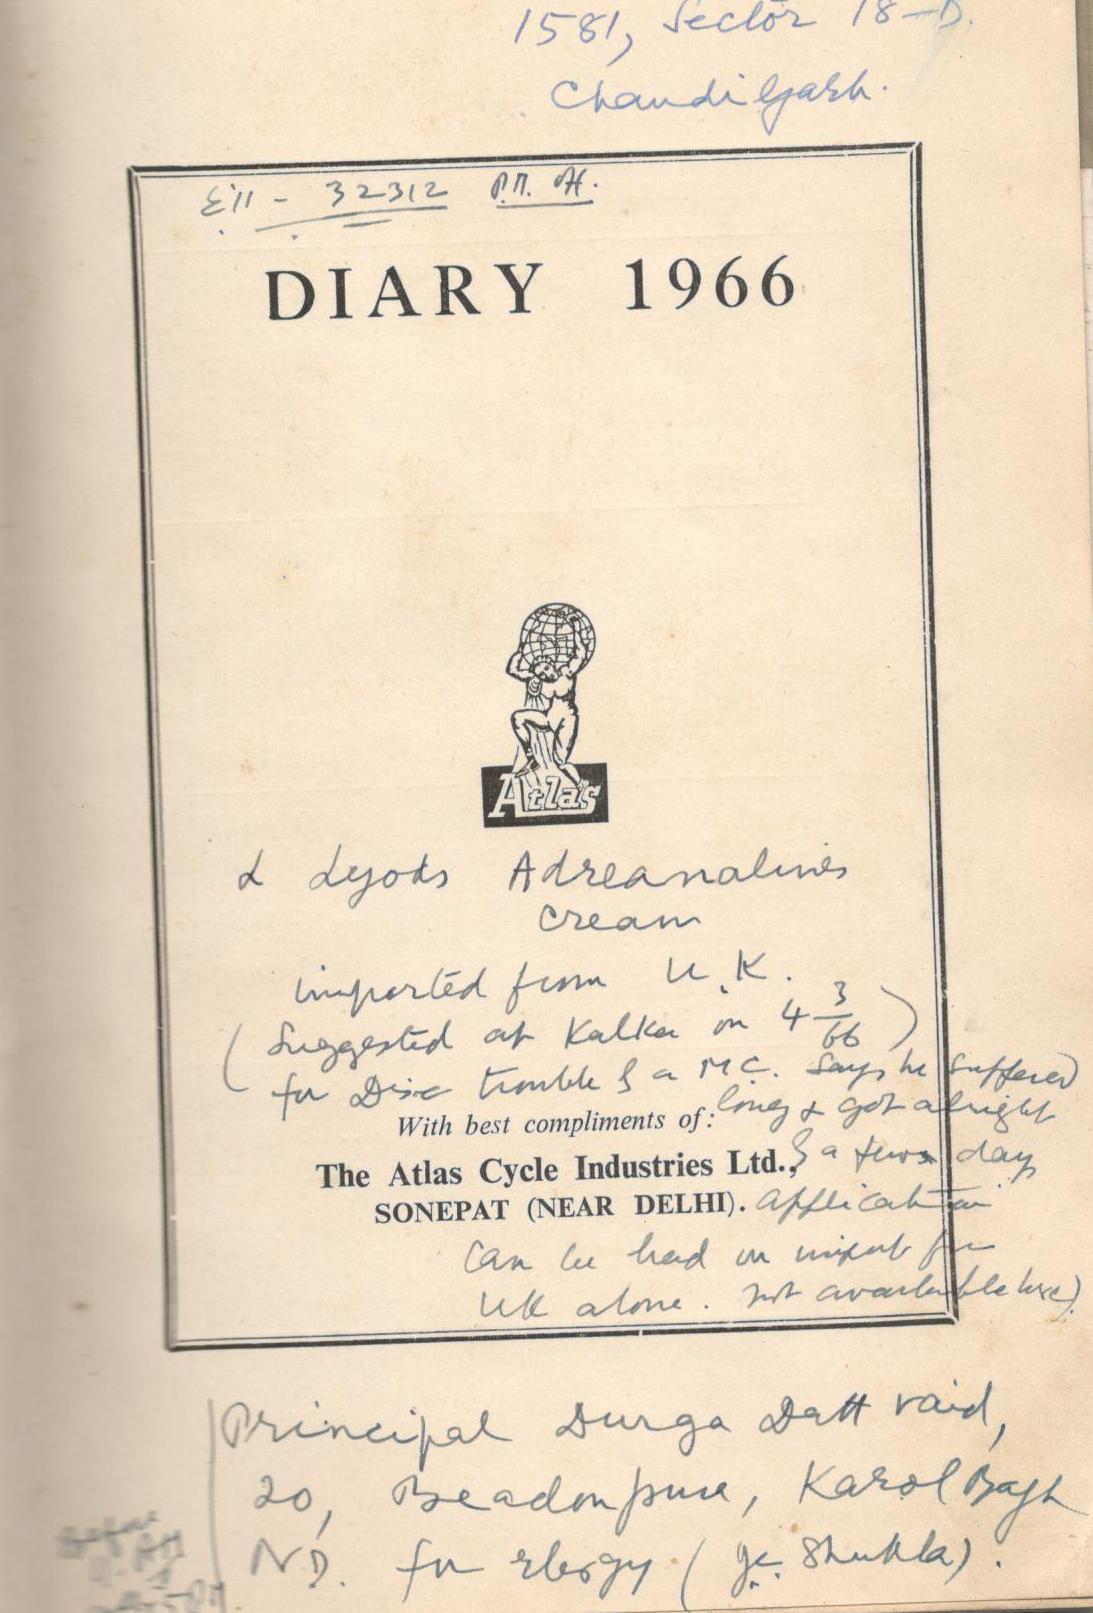 1581, Sector 18-D.
Chandigarh.
32312 P.M. H.
DIARY 1966
Atlas
& Lyods Adreanalines
cream
imported from U.K.
(Suggested at Kalka on 4 3/66)
for Disc trouble & a M.C. Says he suffered
With best compliments of: long & got alright
The Atlas Cycle Industries Ltd., & a few day
SONEPAT (NEAR DELHI). application
can be had on import from
UK alone. not available here).
Principal Durga Datt Vaid,
20, Beadonpura, Karol Bagh
N.D. for Elergy ( Shukla).
Before